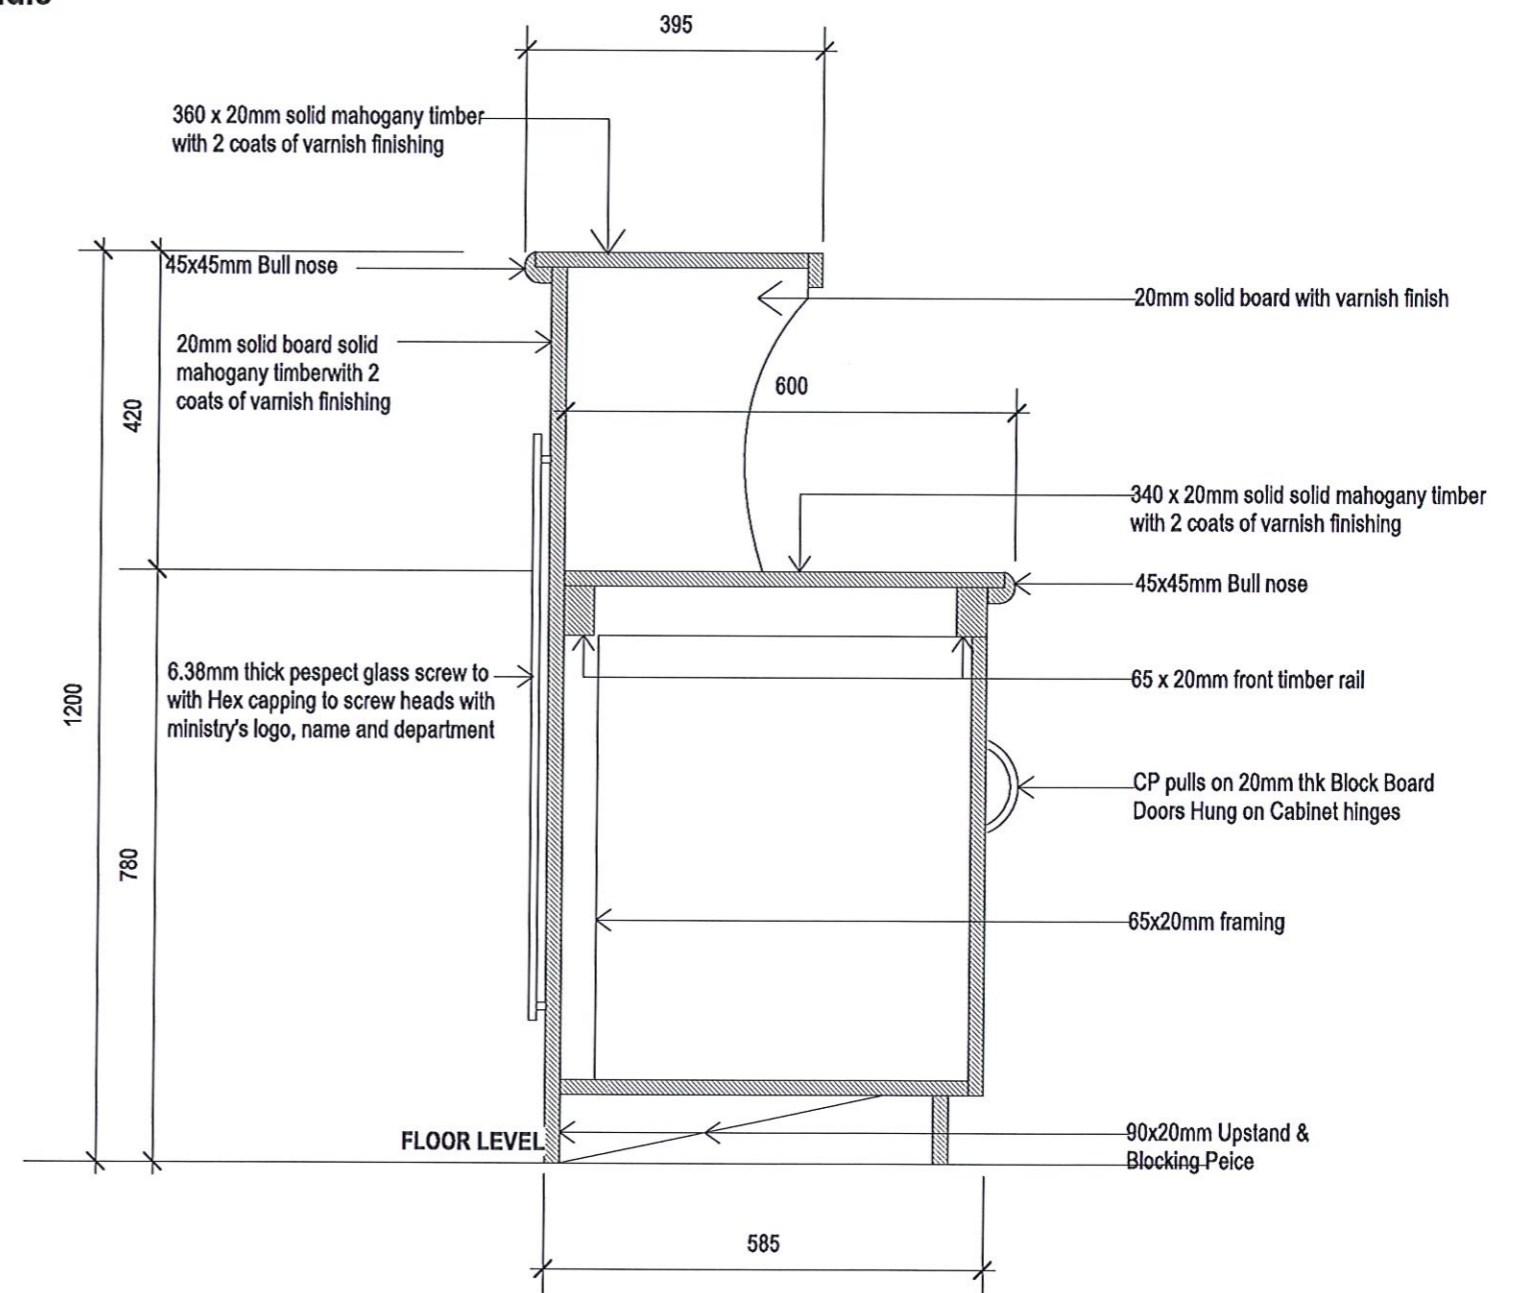 395
360 x 20mm solid mahogany timber
with 2 coats of varnish finishing
45x45mm Bull nose
20mm solid board with varnish finish
20mm solid board solid
mahogany timberwith 2
coats of varnish finishing
600
420
340 x 20mm solid solid mahogany timber
with 2 coats of varnish finishing
45x45mm Bull nose
6.38mm thick pespect glass screw to
with Hex capping to screw heads with
ministry's logo, name and department
65 x 20mm front timber rail
1200
CP pulls on 20mm thk Block Board
Doors Hung on Cabinet hinges
780
65x20mm framing
FLOOR LEVEL
90x20mm Upstand &
Blocking Peice
585